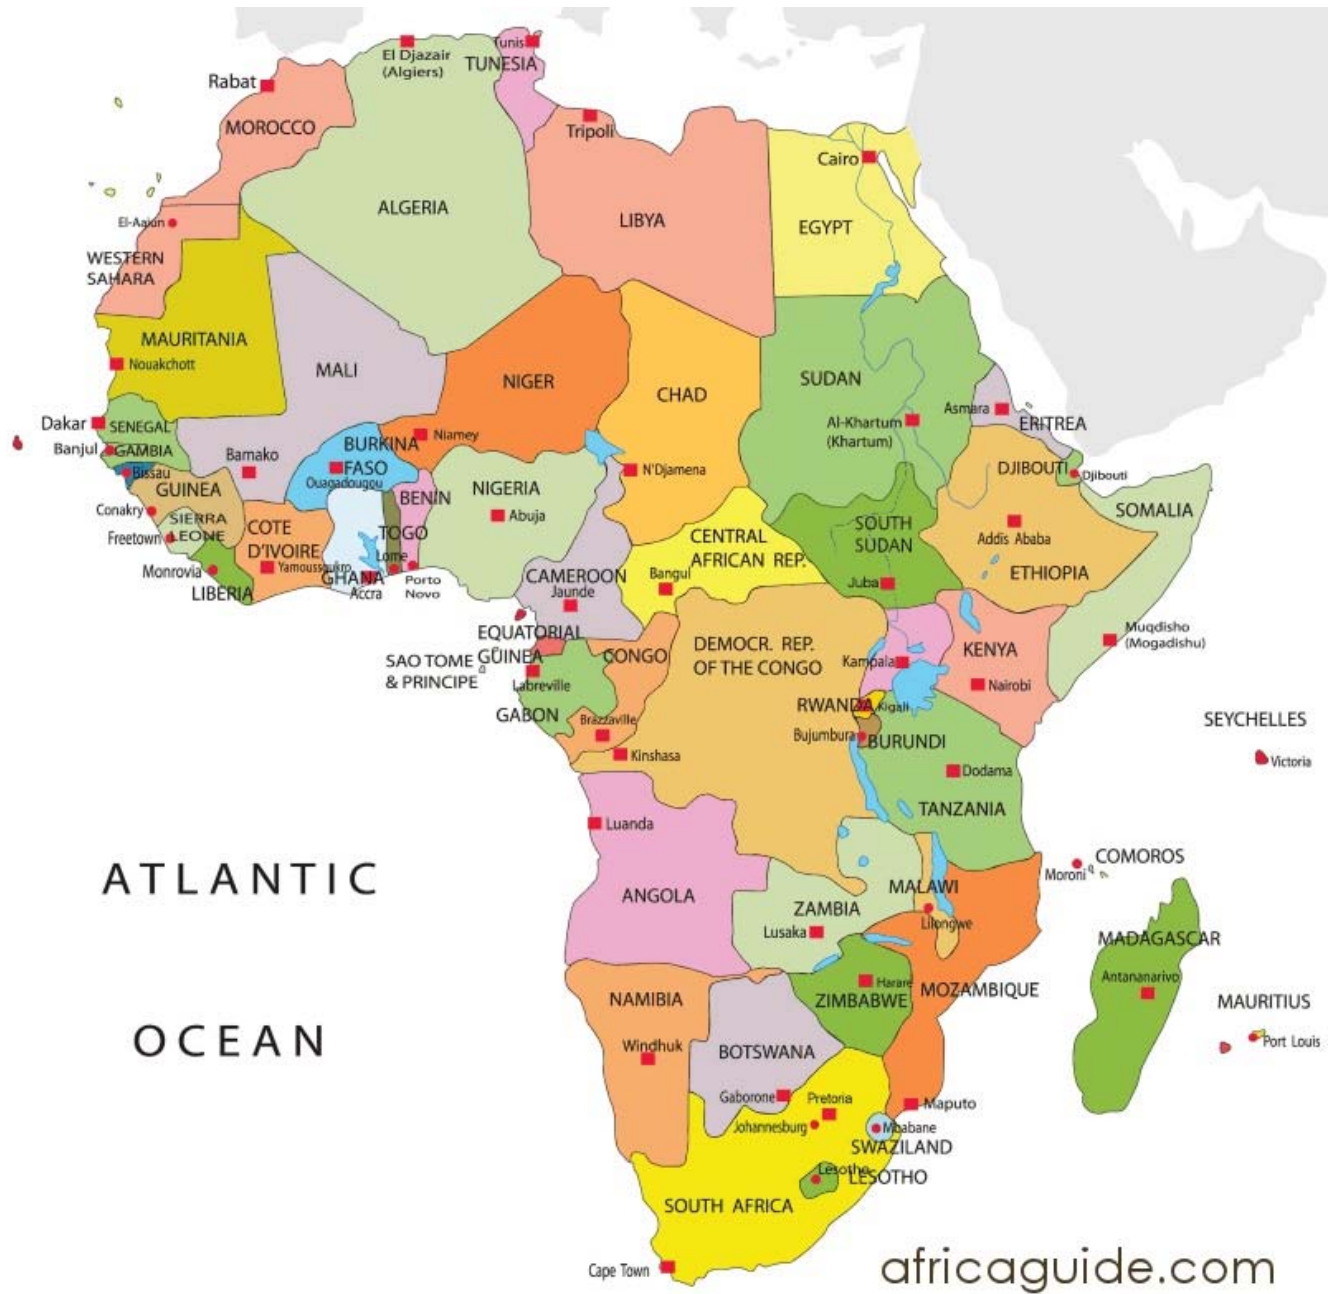 Tunis
El Djazair
(Algiers)
TUNISIA
Rabat
MOROCCO
Tripoli
Cairo
ALGERIA
LIBYA
EGYPT
El-Aaiun
WESTERN
SAHARA
MAURITANIA
Nouakchott
MALI
NIGER
CHAD
SUDAN
Al-Khartum
(Khartum)
Asmara
ERITREA
Dakar
SENEGAL
Banjul
GAMBIA
Bissau
GUINEA
Bamako
BURKINA
FASO
Ouagadougou
Niamey
N'Djamena
DJIBOUTI
Djibouti
SOMALIA
Conakry
SIERRA
LEONE
Freetown
Monrovia
LIBERIA
COTE
D'IVOIRE
Yamoussoukro
GHANA
Accra
TOGO
Lome
BENIN
Porto
Novo
NIGERIA
Abuja
CAMEROON
Jaunde
CENTRAL
AFRICAN REP.
Bangul
SOUTH
SUDAN
Juba
Addis Ababa
ETHIOPIA
Muqdisho
(Mogadishu)
EQUATORIAL
GUINEA
SAO TOME
& PRINCIPE
Labreville
GABON
CONGO
Brazzaville
Kinshasa
DEMOCR. REP.
OF THE CONGO
Kampala
KENYA
Nairobi
RWANDA
Kigali
Bujumbura
BURUNDI
Dodama
TANZANIA
SEYCHELLES
Victoria
Luanda
ANGOLA
ZAMBIA
Lusaka
MALAWI
Lilongwe
COMOROS
Moroni
MADAGASCAR
Antananarivo
ATLANTIC
OCEAN
NAMIBIA
Windhuk
BOTSWANA
Gaborone
ZIMBABWE
Harare
MOZAMBIQUE
MAURITIUS
Port Louis
Pretoria
Johannesburg
Maputo
Mbabane
SWAZILAND
Lesotho
LESOTHO
SOUTH AFRICA
Cape Town
africaguide.com